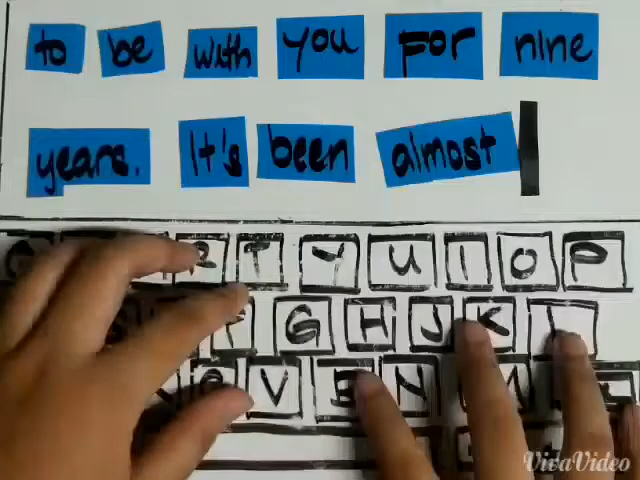 to be with you for nine
years. It's been almost
R T Y U I O P
F G H J K L
C V B N M
VivaVideo